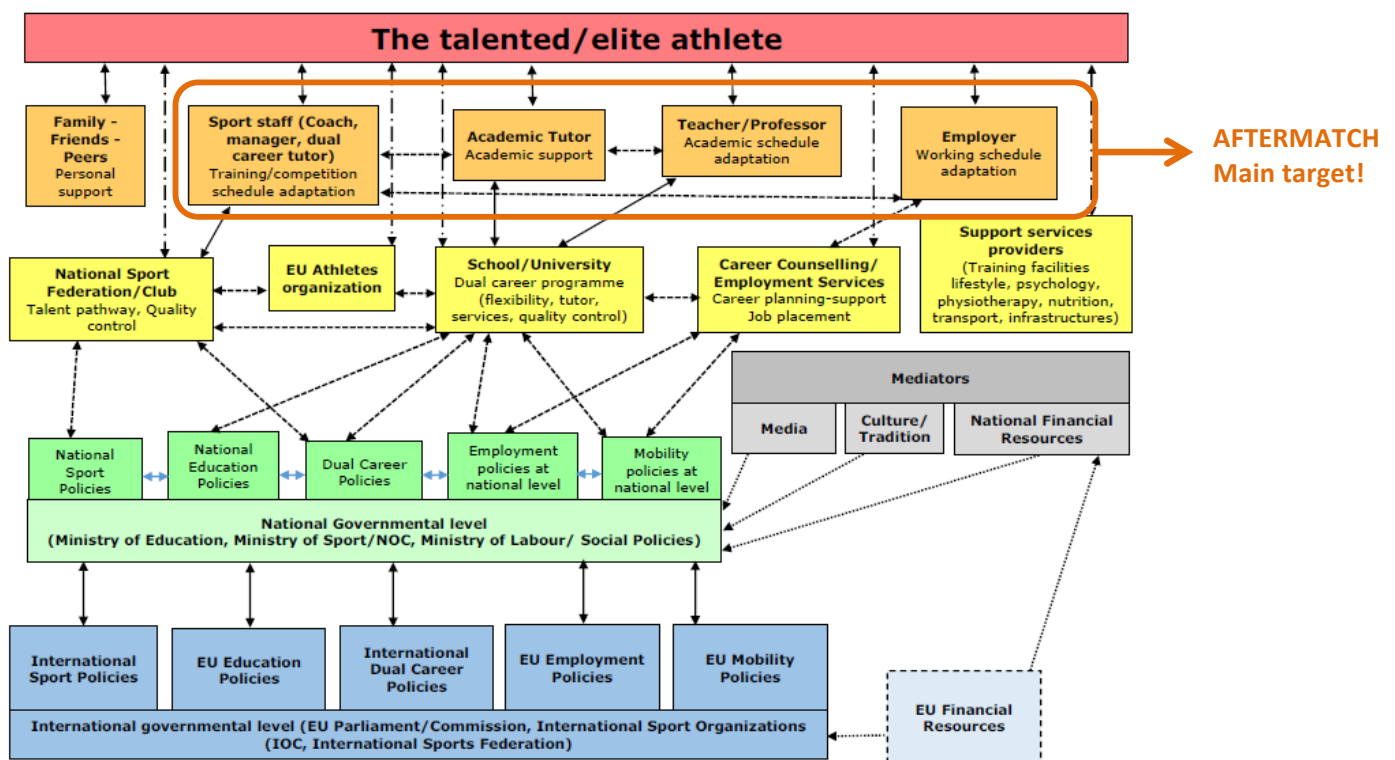 The talented/elite athlete
Family -
Friends -
Peers
Personal
support
Sport staff (Coach,
manager, dual
career tutor)
Training/competition
schedule adaptation
Academic Tutor
Academic support
Teacher/Professor
Academic schedule
adaptation
Employer
Working schedule
adaptation
AFTERMATCH
Main target!
National Sport
Federation/Club
Talent pathway, Quality
control
EU Athletes
organization
School/University
Dual career programme
(flexibility, tutor,
services, quality control)
Career Counselling/
Employment Services
Career planning-support
Job placement
Support services
providers
(Training facilities
lifestyle, psychology,
physiotherapy, nutrition,
transport, infrastructures)
Mediators
Media
Culture/
Tradition
National Financial
Resources
National
Sport
Policies
National
Education
Policies
Dual Career
Policies
Employment
policies at
national level
Mobility
policies at
national level
National Governmental level
(Ministry of Education, Ministry of Sport/NOC, Ministry of Labour/ Social Policies)
International
Sport Policies
EU Education
Policies
International
Dual Career
Policies
EU Employment
Policies
EU Mobility
Policies
International governmental level (EU Parliament/Commission, International Sport Organizations
(IOC, International Sports Federation)
EU Financial
Resources